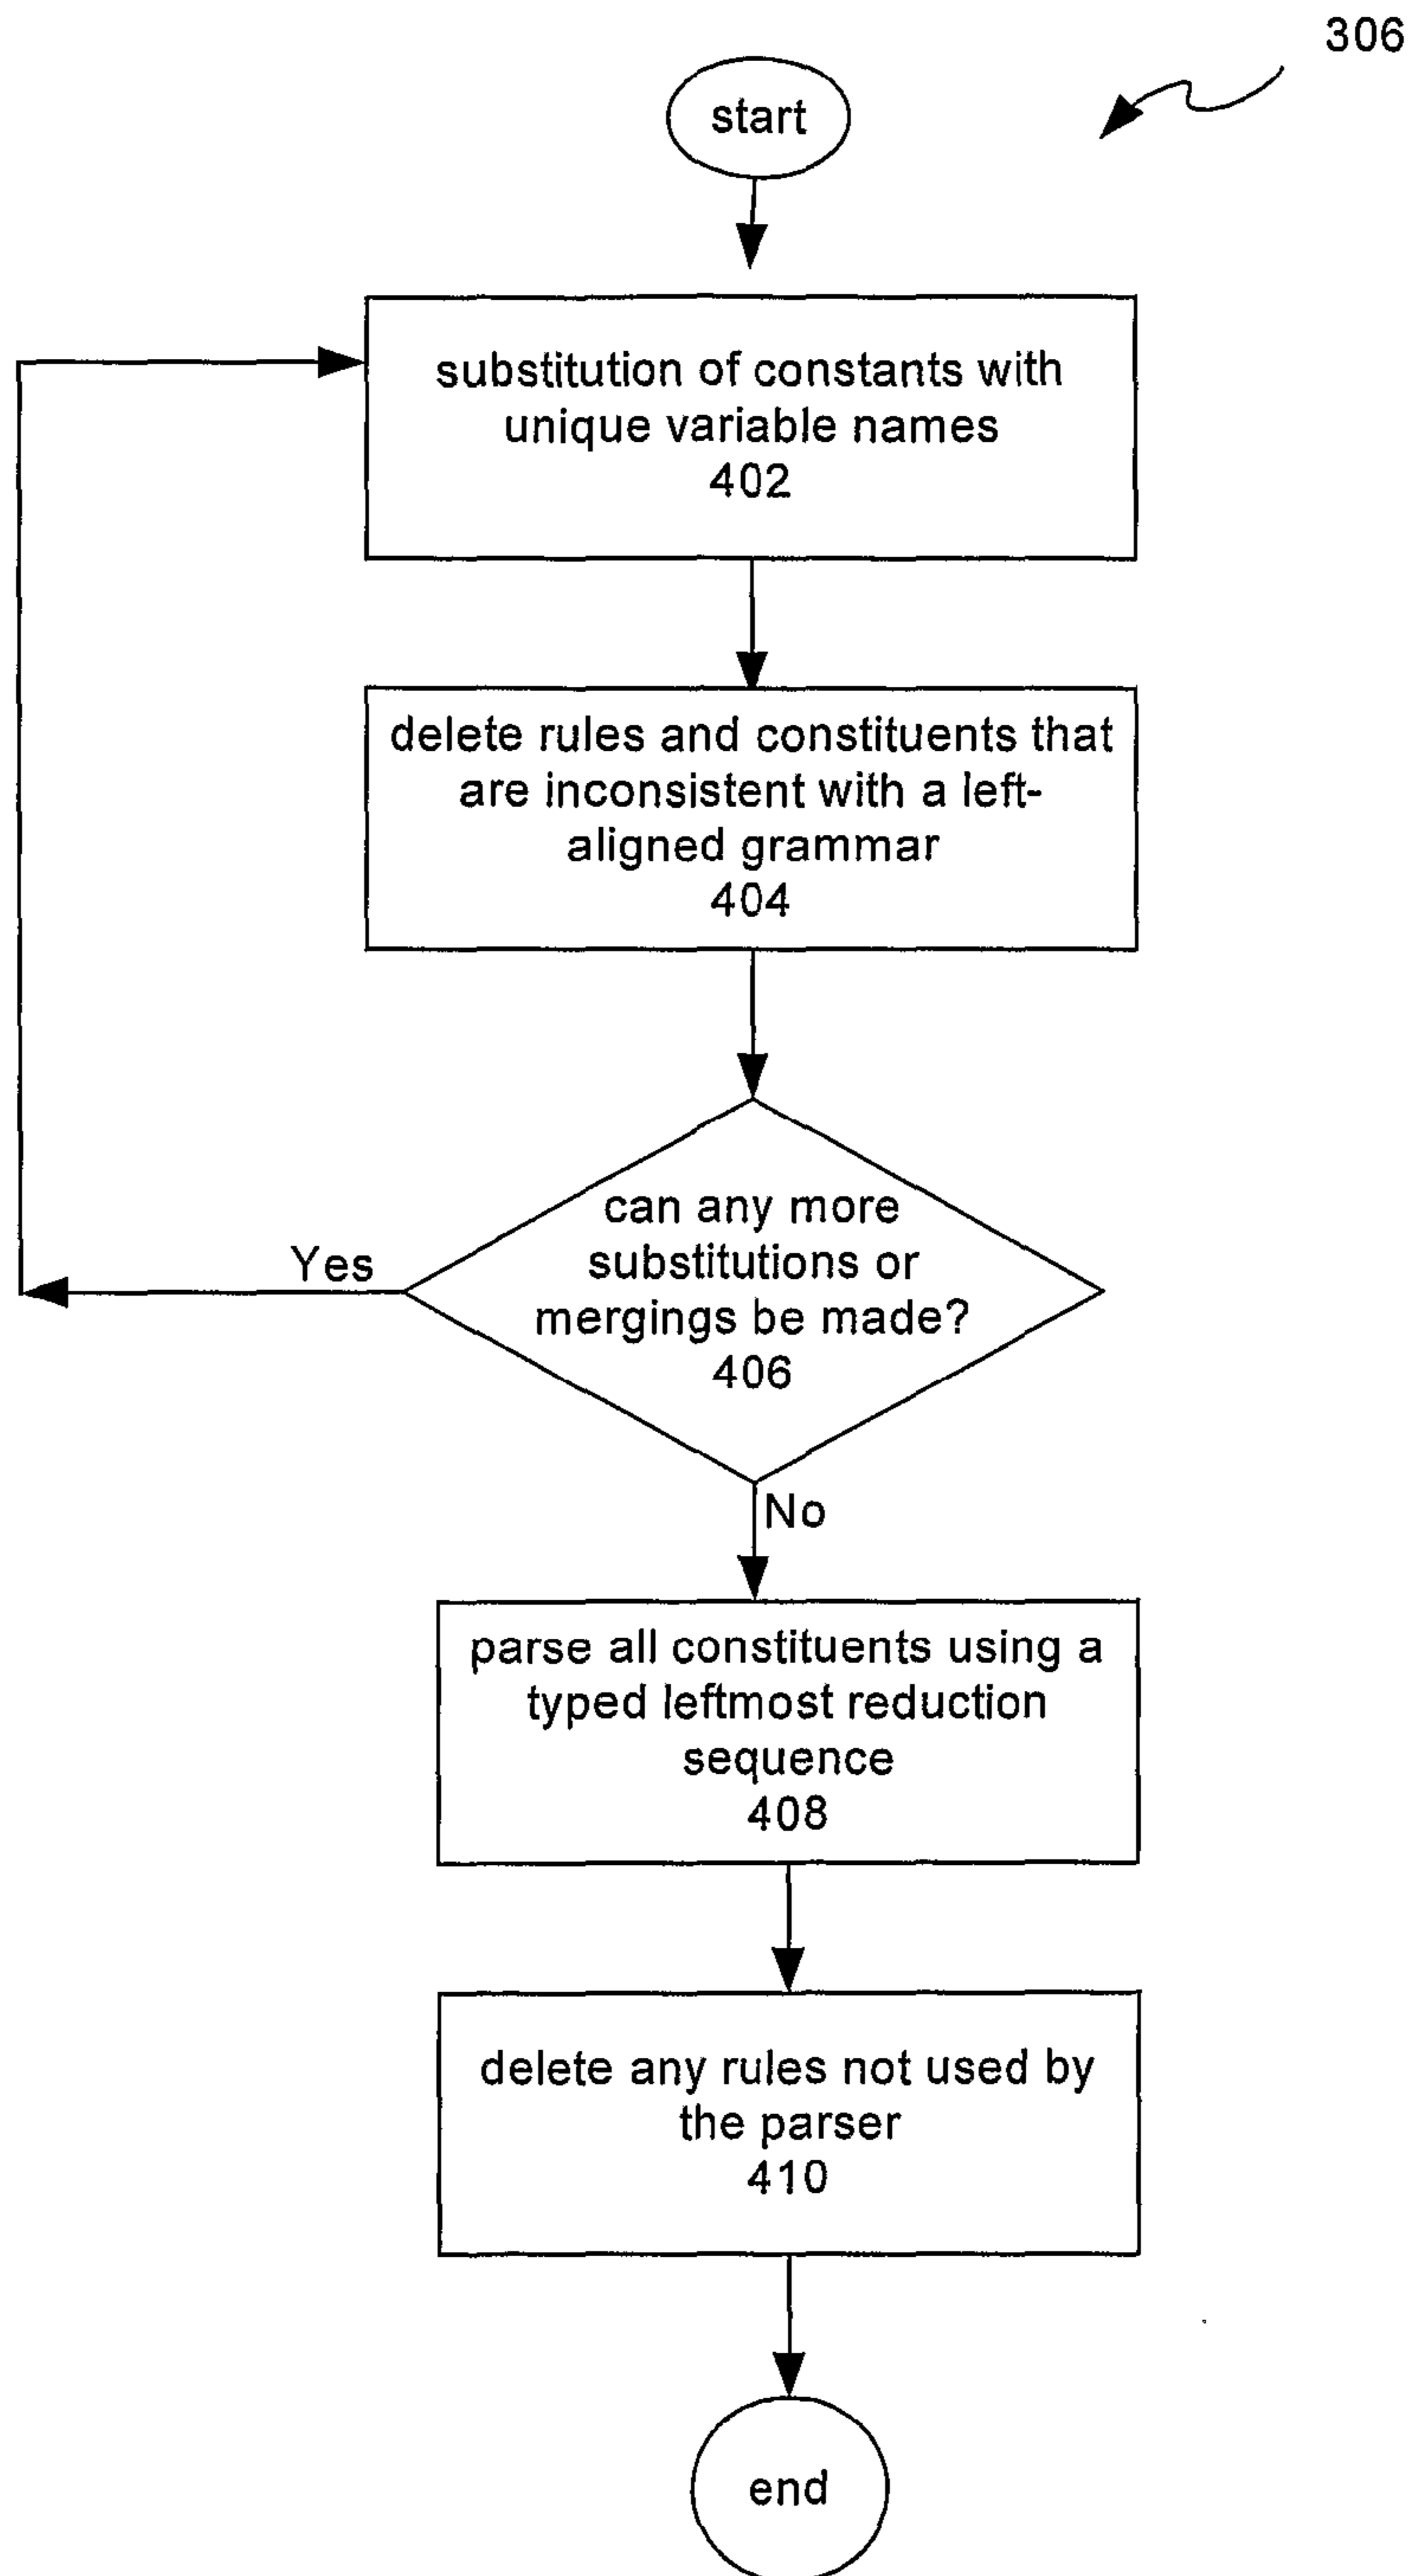 306
start
substitution of constants with
unique variable names
402
delete rules and constituents that
are inconsistent with a left-
aligned grammar
404
can any more
substitutions or
mergings be made?
406
Yes
No
parse all constituents using a
typed leftmost reduction
sequence
408
delete any rules not used by
the parser
410
end